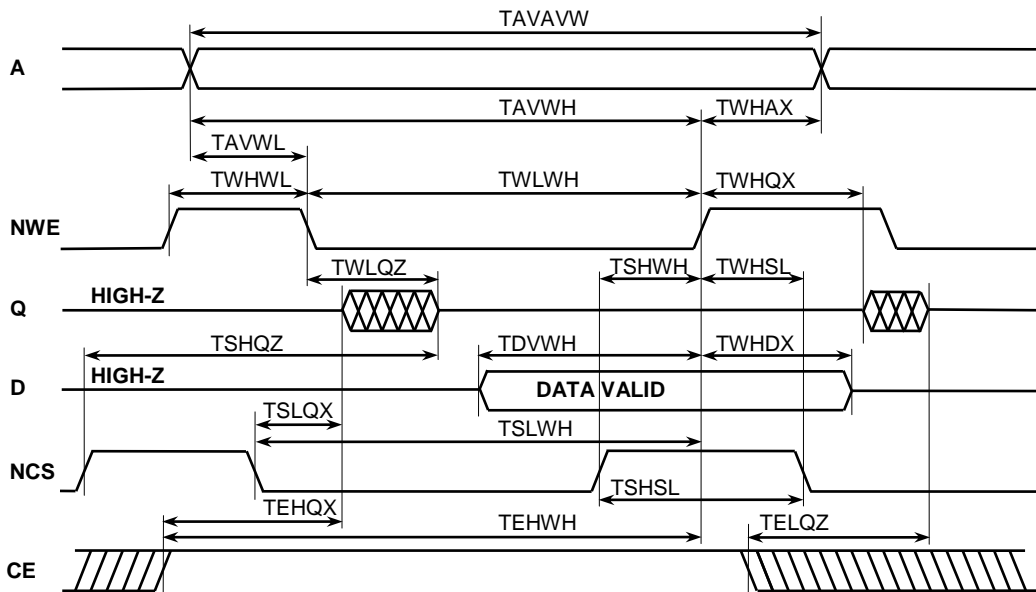 TAVAVW
A
TAVWH TWHAX
TAVWL
TWHWL TWLWH TWHQX
NWE
TWLQZ TSHWH TWHSL
Q HIGH-Z
TSHQZ TDVWH TWHDX
D HIGH-Z DATA VALID
TSLQX
TSLWH
NCS
TSHSL
TEHQX TEHWH TELQZ
CE